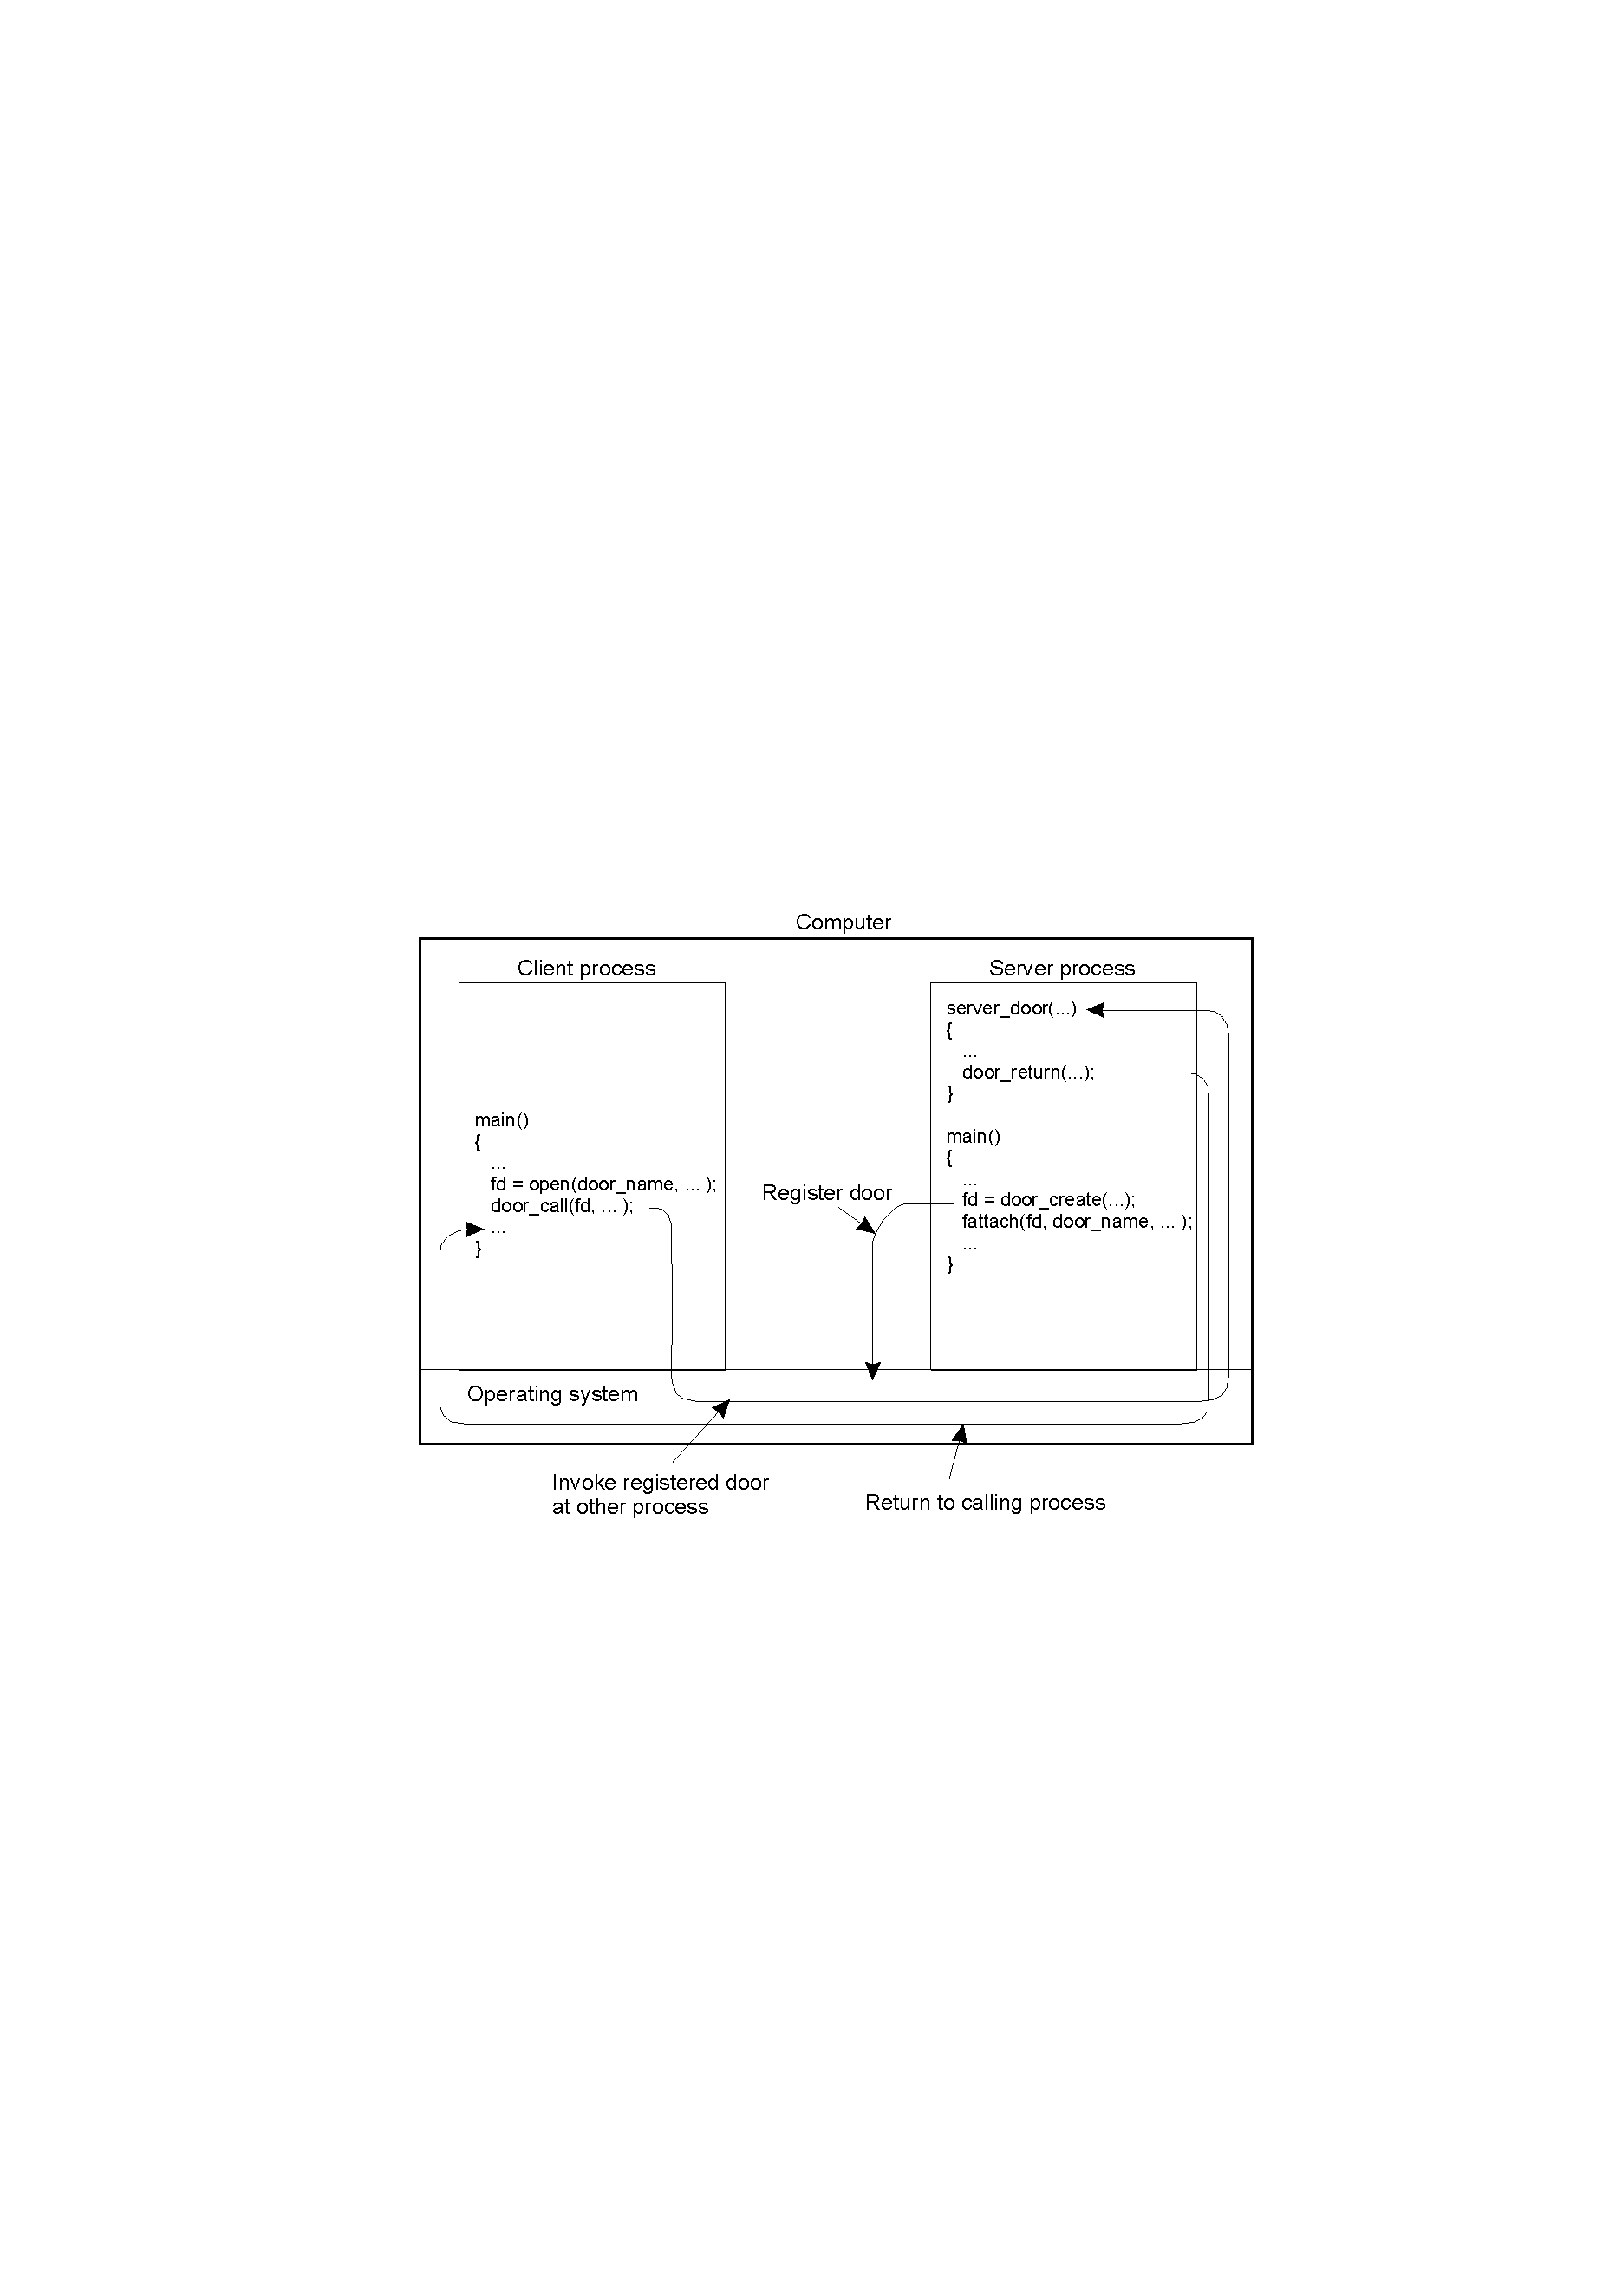 Computer
Client process
main()
{
...
fd = open(door_name, ... );
door_call(fd, ... );
...
}
Register door
Server process
server_door(...)
{
...
door_return(...);
}
main()
{
...
fd = door_create(...);
fattach(fd, door_name, ... );
...
}
Operating system
Invoke registered door
at other process
Return to calling process